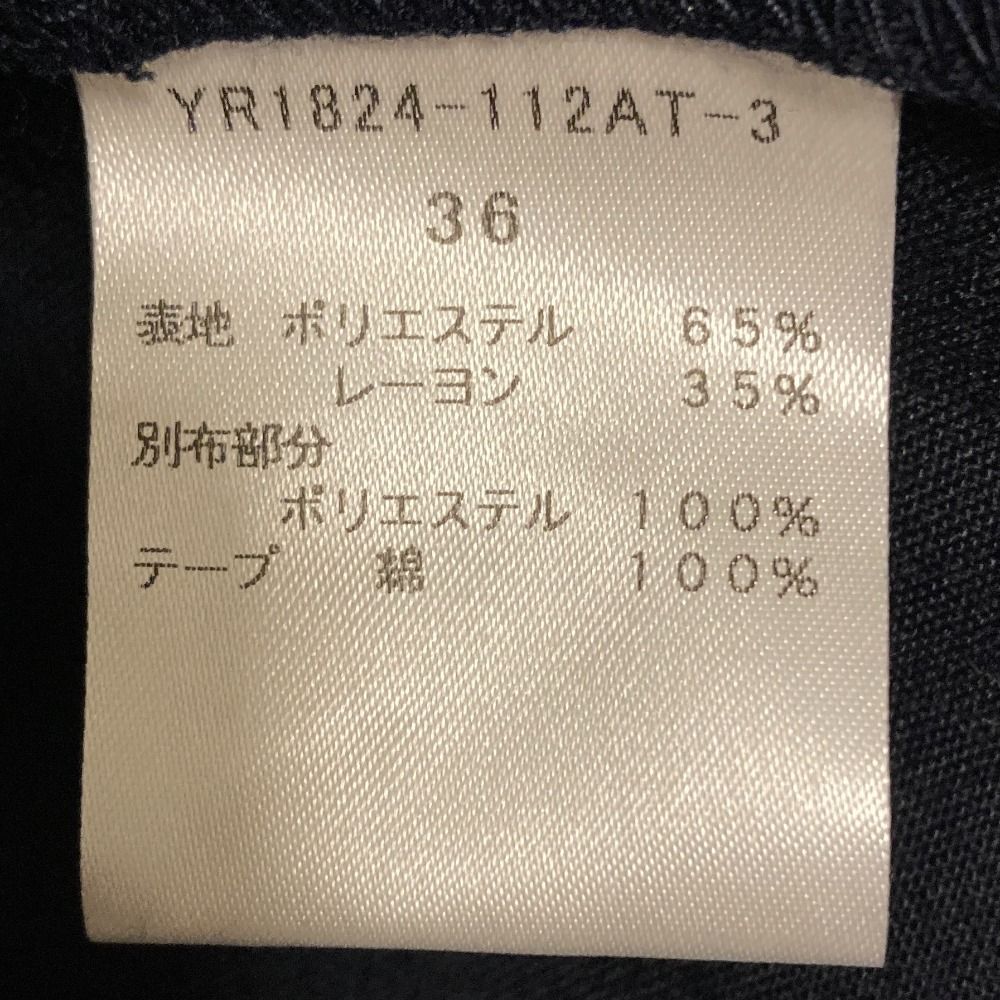 YR1824-112AT-3
36
表地 ポリエステル 65%
レーヨン 35%
別布部分
ポリエステル 100%
テープ 綿 100%